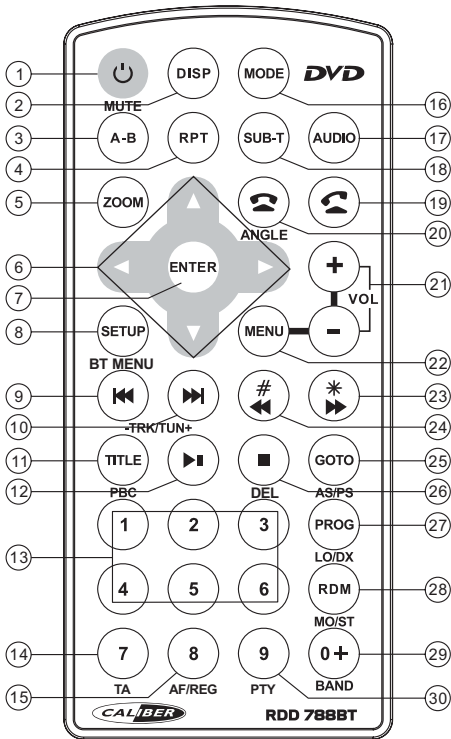 1
DISP MODE DVD
2 MUTE 16
3 A-B RPT SUB-T AUDIO 17
4 18
5 ZOOM 19
ANGLE 20
6 +
7 ENTER VOL 21
8 SETUP MENU -
BT MENU 22
9 # * 23
10 -TRK/TUN+ 24
11 TITLE GOTO 25
12 PBC DEL AS/PS 26
1 2 3 PROG 27
13 LO/DX
4 5 6 RDM 28
MO/ST
14 7 8 9 0+ 29
15 TA AF/REG PTY BAND 30
CALIBER RDD 788BT